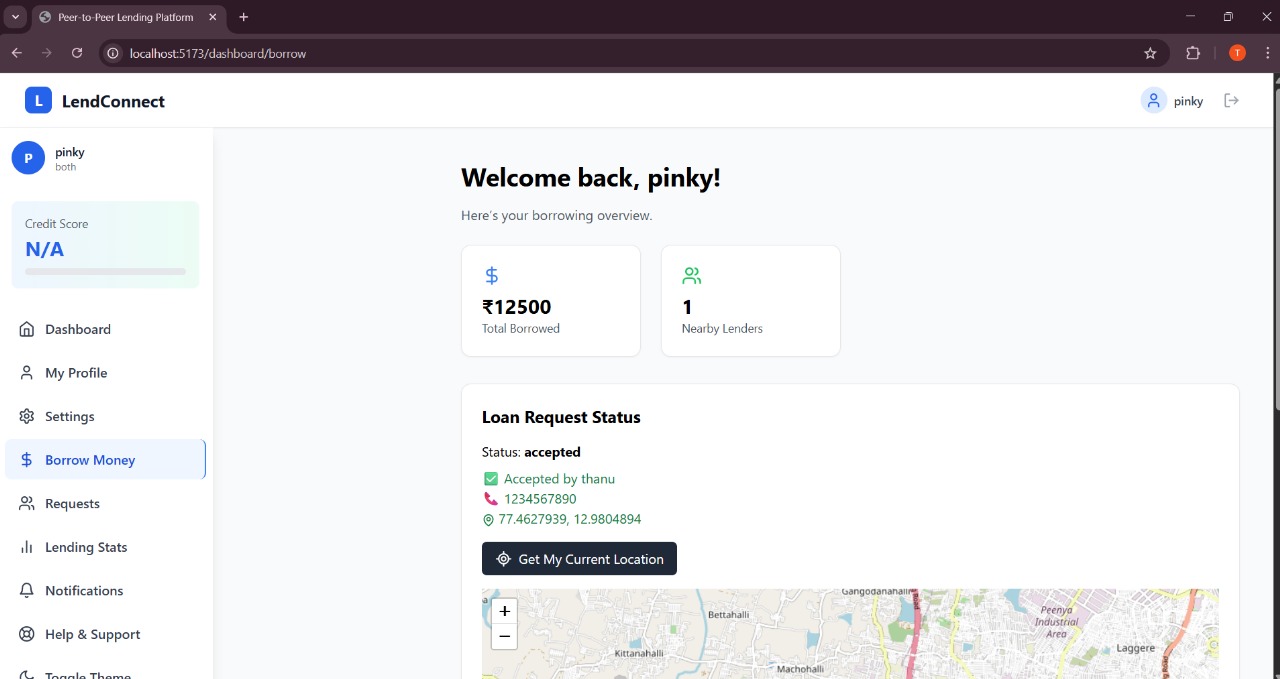 Peer-to-Peer Lending Platform
localhost:5173/dashboard/borrow
T
L LendConnect
pinky
P
pinky
both
Credit Score
N/A
Dashboard
My Profile
Settings
Borrow Money
Requests
Lending Stats
Notifications
Help & Support
Toggle Theme
Welcome back, pinky!
Here's your borrowing overview.
₹12500
Total Borrowed
1
Nearby Lenders
Loan Request Status
Status: accepted
Accepted by thanu
1234567890
77.4627939, 12.9804894
Get My Current Location
+
−
Gangodanahalli
Bettahalli
Kittanahalli
Machohalli
Peenya
Industrial
Area
Laggere
Road